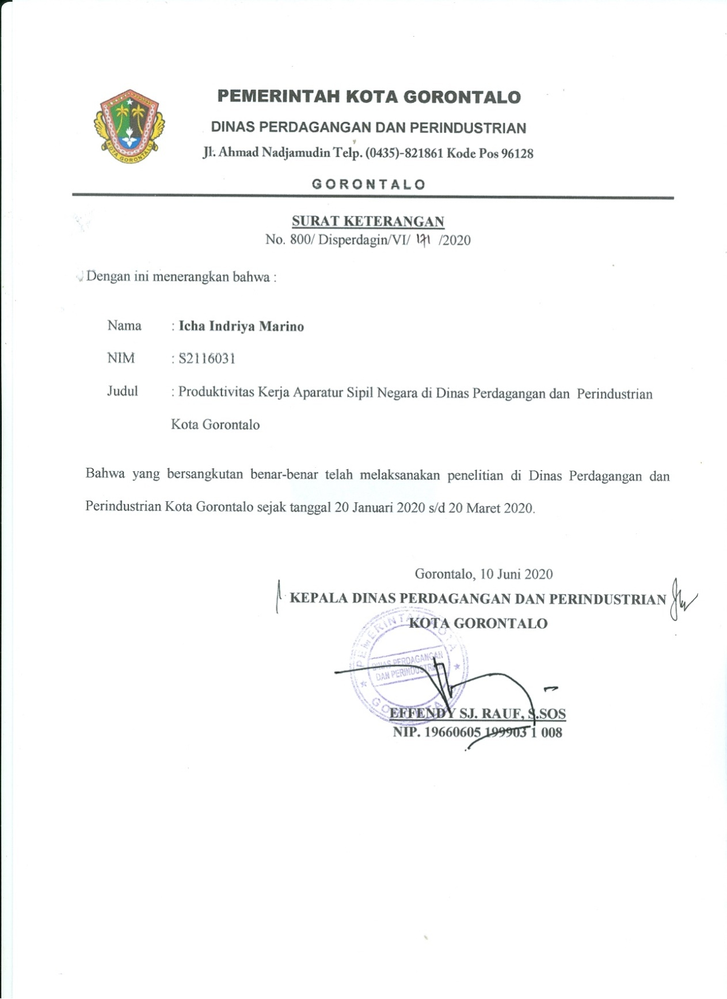 PEMERINTAH KOTA GORONTALO
DINAS PERDAGANGAN DAN PERINDUSTRIAN
Jl. Ahmad Nadjamudin Telp. (0435)-821861 Kode Pos 96128
GORONTALO
KOTA GORONTALO
SURAT KETERANGAN
No. 800/ Disperdagin/VI/ 171 /2020
Dengan ini menerangkan bahwa :
Nama : Icha Indriya Marino
NIM : S2116031
Judul : Produktivitas Kerja Aparatur Sipil Negara di Dinas Perdagangan dan Perindustrian
Kota Gorontalo
Bahwa yang bersangkutan benar-benar telah melaksanakan penelitian di Dinas Perdagangan dan
Perindustrian Kota Gorontalo sejak tanggal 20 Januari 2020 s/d 20 Maret 2020.
Gorontalo, 10 Juni 2020
KEPALA DINAS PERDAGANGAN DAN PERINDUSTRIAN
KOTA GORONTALO
PEMERINTAH KOTA
DINAS PERDAGANGAN
DAN PERINDUSTRIAN
GORONTALO
EFFENDY SJ. RAUF, S.SOS
NIP. 19660605 199903 1 008